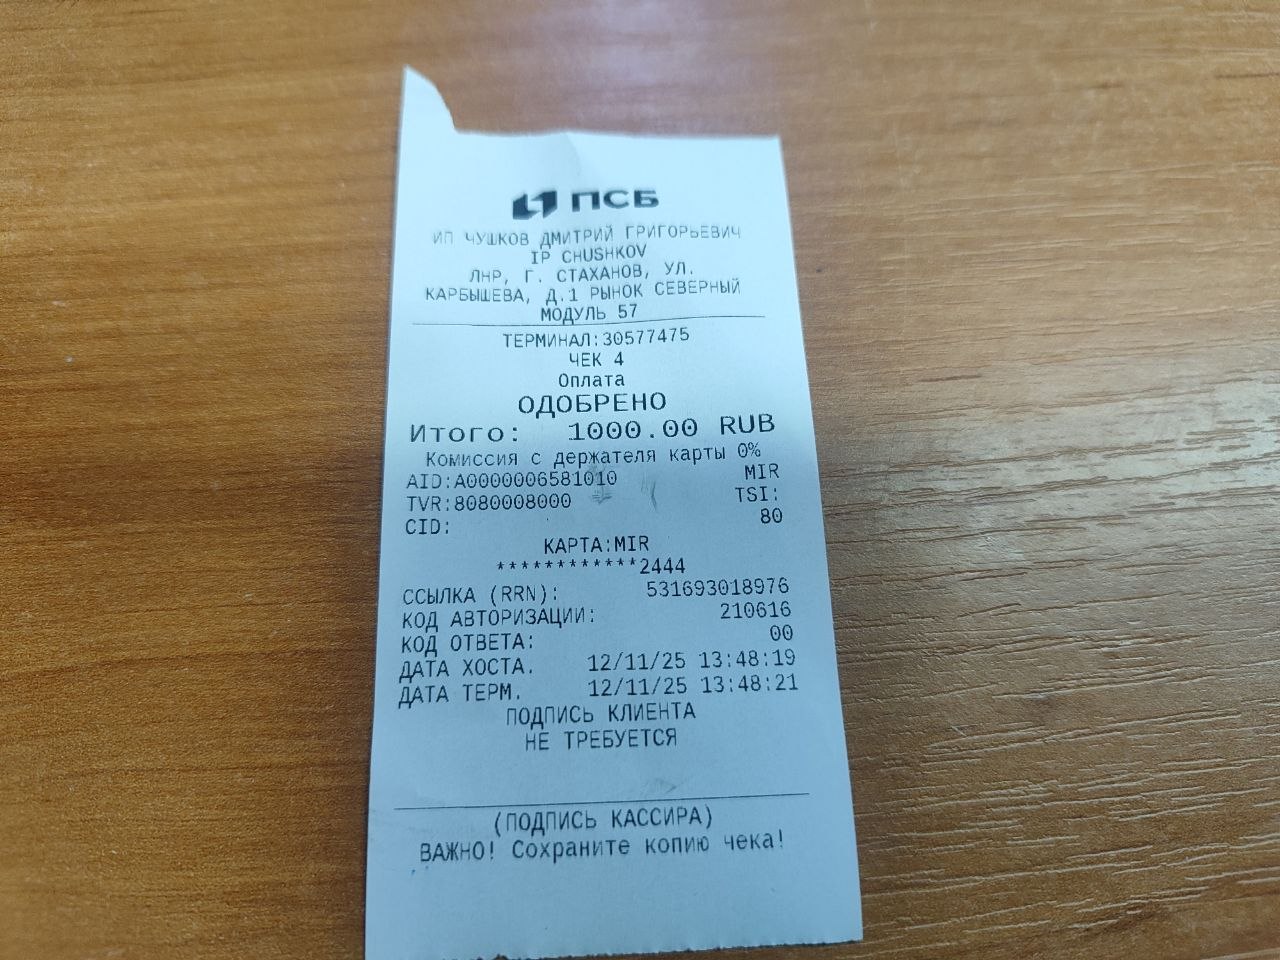 ПСБ
ИП ЧУШКОВ ДМИТРИЙ ГРИГОРЬЕВИЧ
IP CHUSHKOV
ЛНР, Г. СТАХАНОВ, УЛ.
КАРБЫШЕВА, Д.1 РЫНОК СЕВЕРНЫЙ
МОДУЛЬ 57
ТЕРМИНАЛ:30577475
ЧЕК 4
Оплата
ОДОБРЕНО
Итого: 1000.00 RUB
Комиссия с держателя карты 0%
AID:A0000006581010 MIR
TVR:8080008000 TSI:
CID: 80
КАРТА:MIR
************2444
ССЫЛКА (RRN): 531693018976
КОД АВТОРИЗАЦИИ: 210616
КОД ОТВЕТА: 00
ДАТА ХОСТА. 12/11/25 13:48:19
ДАТА ТЕРМ. 12/11/25 13:48:21
ПОДПИСЬ КЛИЕНТА
НЕ ТРЕБУЕТСЯ
(ПОДПИСЬ КАССИРА)
ВАЖНО! Сохраните копию чека!